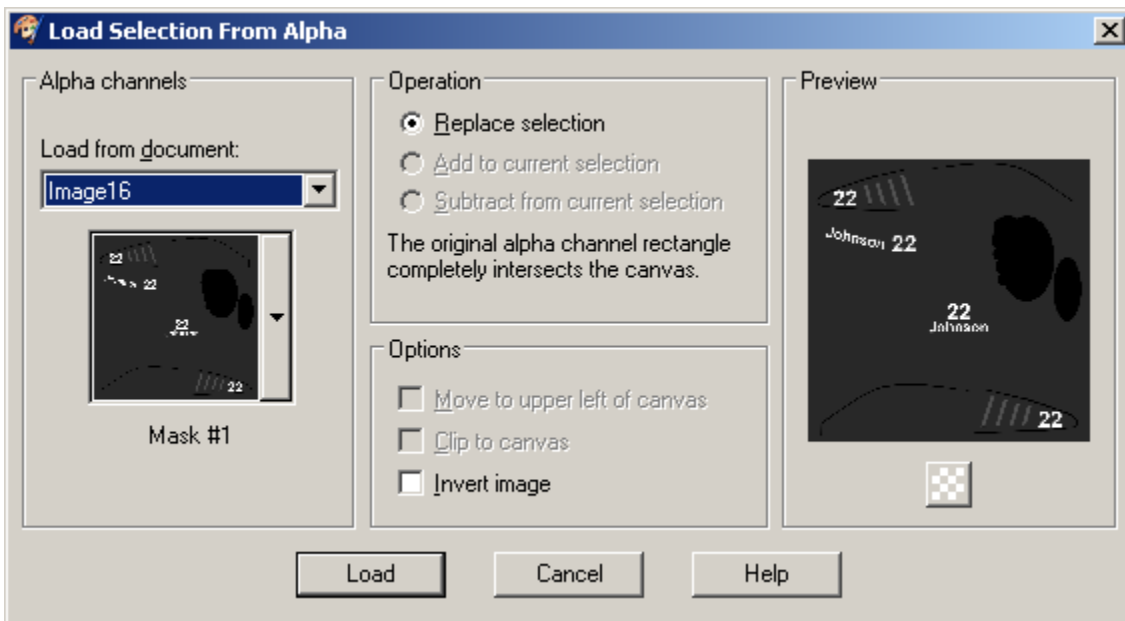 Load Selection From Alpha
Alpha channels
Load from document:
Image16
22
22
22
22
Mask #1
Operation
Replace selection
Add to current selection
Subtract from current selection
The original alpha channel rectangle
completely intersects the canvas.
Options
Move to upper left of canvas
Clip to canvas
Invert image
Preview
22
Johnson 22
22
Johnson
22
Load
Cancel
Help